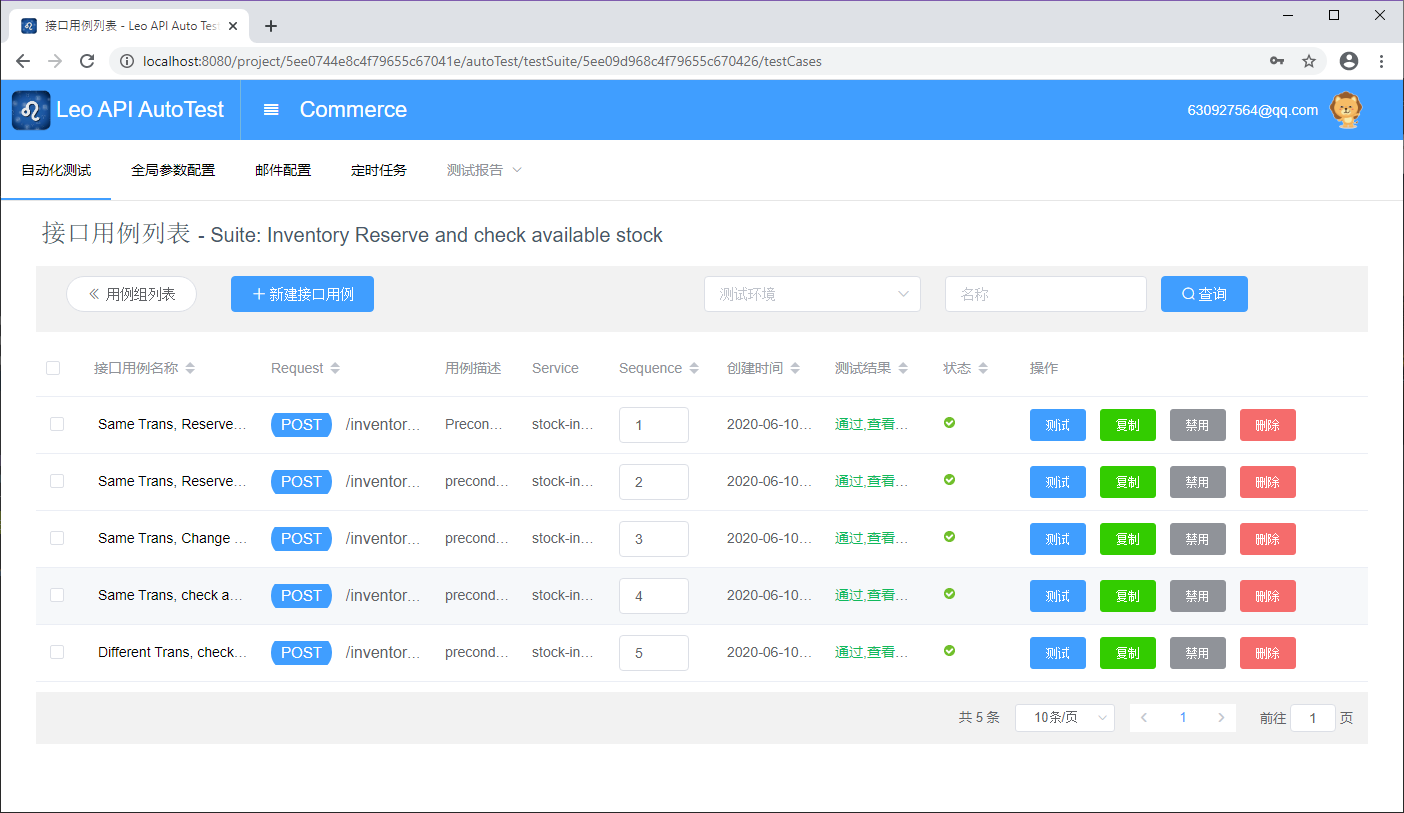 接口用例列表 - Leo API Auto Tes
localhost:8080/project/5ee0744e8c4f79655c67041e/autoTest/testSuite/5ee09d968c4f79655c670426/testCases
Leo API AutoTest Commerce 630927564@qq.com
自动化测试 全局参数配置 邮件配置 定时任务 测试报告
接口用例列表 - Suite: Inventory Reserve and check available stock
用例组列表 新建接口用例 测试环境 名称 查询
接口用例名称 Request 用例描述 Service Sequence 创建时间 测试结果 状态 操作
Same Trans, Reserve... POST /inventor... Precon... stock-in... 1 2020-06-10... 通过,查看... 测试 复制 禁用 删除
Same Trans, Reserve... POST /inventor... precond... stock-in... 2 2020-06-10... 通过,查看... 测试 复制 禁用 删除
Same Trans, Change ... POST /inventor... precond... stock-in... 3 2020-06-10... 通过,查看... 测试 复制 禁用 删除
Same Trans, check a... POST /inventor... precond... stock-in... 4 2020-06-10... 通过,查看... 测试 复制 禁用 删除
Different Trans, check... POST /inventor... precond... stock-in... 5 2020-06-10... 通过,查看... 测试 复制 禁用 删除
共 5 条 10条/页 1 前往 1 页